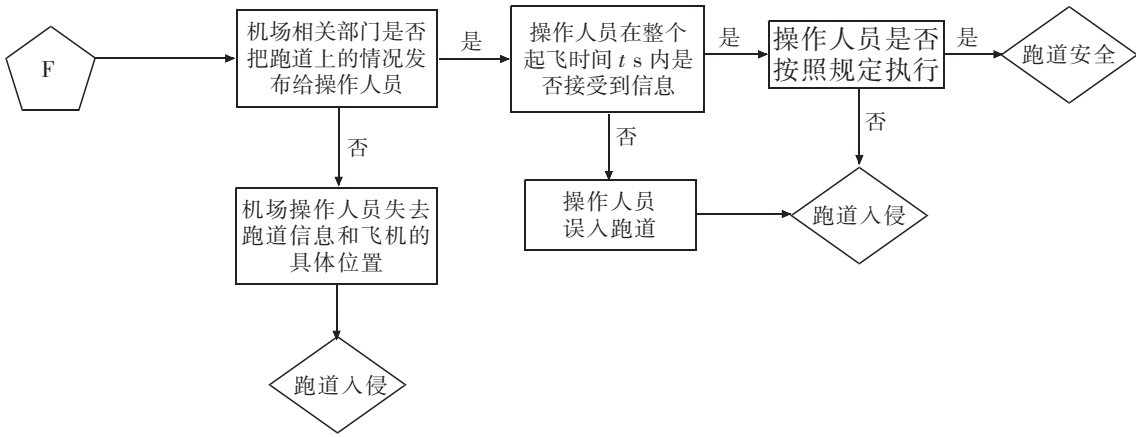 F
机场相关部门是否
把跑道上的情况发
布给操作人员
是
操作人员在整个
起飞时间 t s 内是
否接受到信息
是
操作人员是否
按照规定执行
是
跑道安全
否
否
否
机场操作人员失去
跑道信息和飞机的
具体位置
操作人员
误入跑道
跑道入侵
跑道入侵